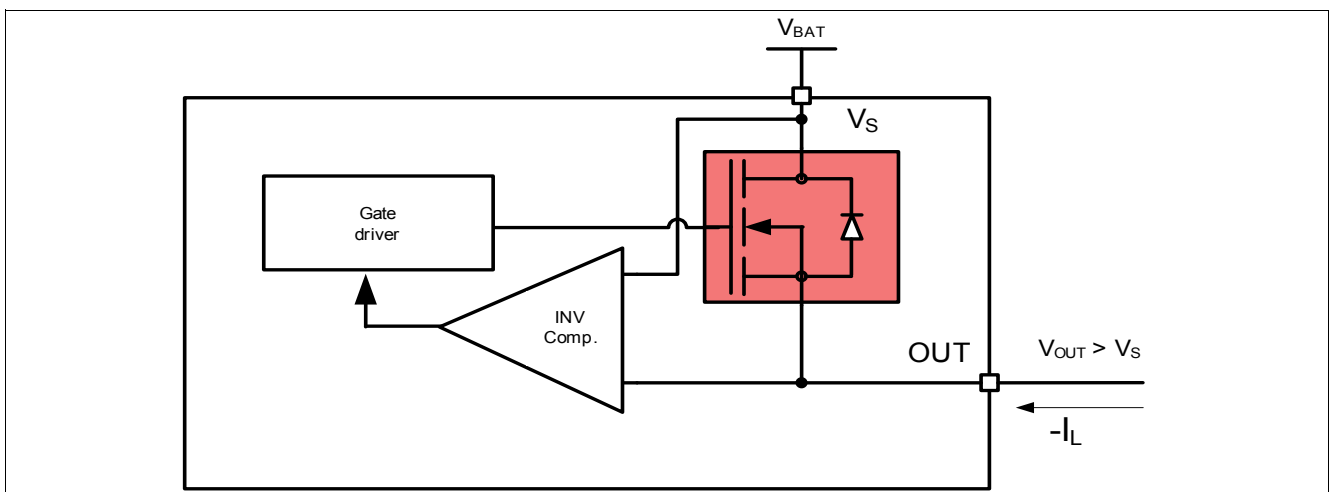 VBAT
VS
Gate
driver
INV
Comp.
OUT
VOUT > VS
-IL